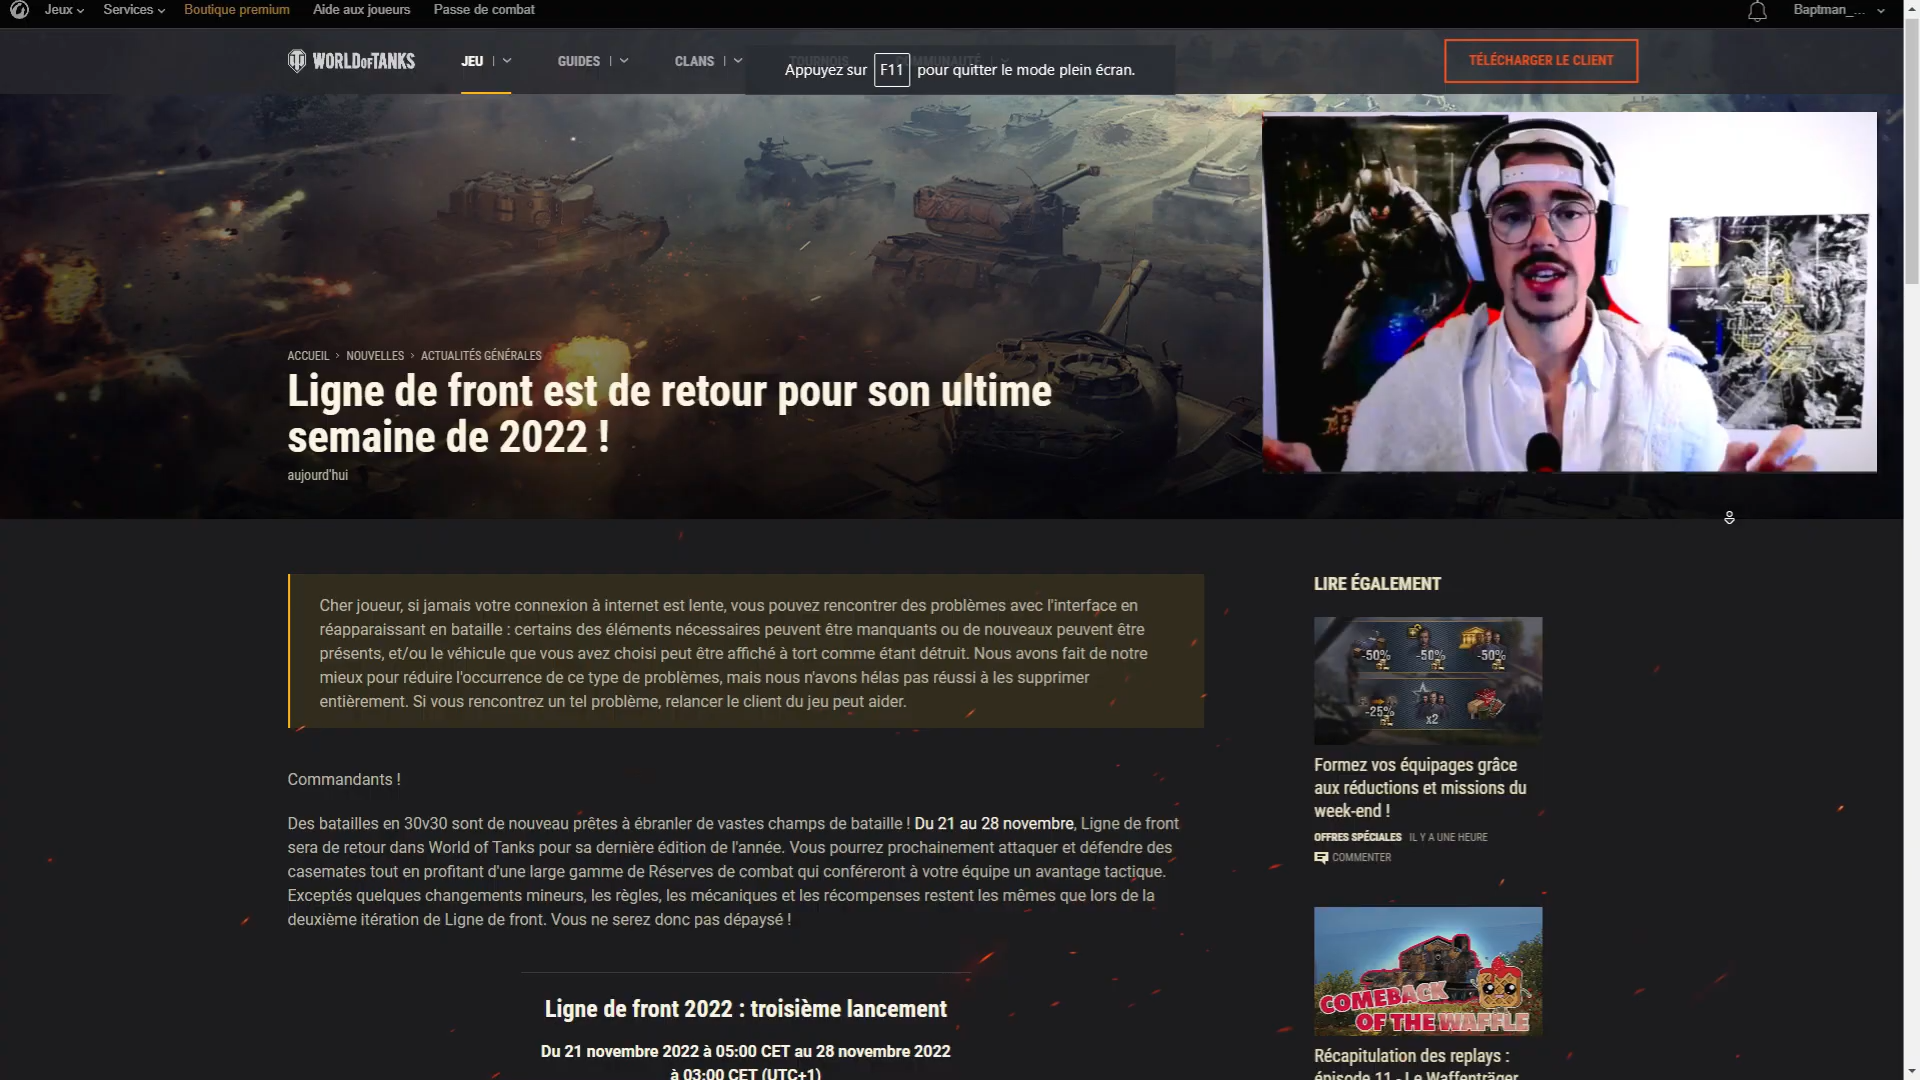 Jeux
Services
Boutique premium
Aide aux joueurs
Passe de combat
Baptman_...
WORLD OF TANKS
JEU
GUIDES
CLANS
TOURNOIS
COMMUNAUTÉ
Appuyez sur F11 pour quitter le mode plein écran.
TÉLÉCHARGER LE CLIENT
ACCUEIL > NOUVELLES > ACTUALITÉS GÉNÉRALES
Ligne de front est de retour pour son ultime
semaine de 2022 !
aujourd'hui
Cher joueur, si jamais votre connexion à internet est lente, vous pouvez rencontrer des problèmes avec l'interface en
réapparaissant en bataille : certains des éléments nécessaires peuvent être manquants ou de nouveaux peuvent être
présents, et/ou le véhicule que vous avez choisi peut être affiché à tort comme étant détruit. Nous avons fait de notre
mieux pour réduire l'occurrence de ce type de problèmes, mais nous n'avons hélas pas réussi à les supprimer
entièrement. Si vous rencontrez un tel problème, relancer le client du jeu peut aider.
Commandants !
Des batailles en 30v30 sont de nouveau prêtes à ébranler de vastes champs de bataille ! Du 21 au 28 novembre, Ligne de front
sera de retour dans World of Tanks pour sa dernière édition de l'année. Vous pourrez prochainement attaquer et défendre des
casemates tout en profitant d'une large gamme de Réserves de combat qui conféreront à votre équipe un avantage tactique.
Exceptés quelques changements mineurs, les règles, les mécaniques et les récompenses restent les mêmes que lors de la
deuxième itération de Ligne de front. Vous ne serez donc pas dépaysé !
Ligne de front 2022 : troisième lancement
Du 21 novembre 2022 à 05:00 CET au 28 novembre 2022
à 03:00 CET (UTC+1)
LIRE ÉGALEMENT
-50% -50% -50%
-25% x2
Formez vos équipages grâce
aux réductions et missions du
week-end !
OFFRES SPÉCIALES IL Y A UNE HEURE
COMMENTER
COMEBACK
OF THE WAFFLE
Récapitulation des replays :
épisode 11 - Le Waffenträger